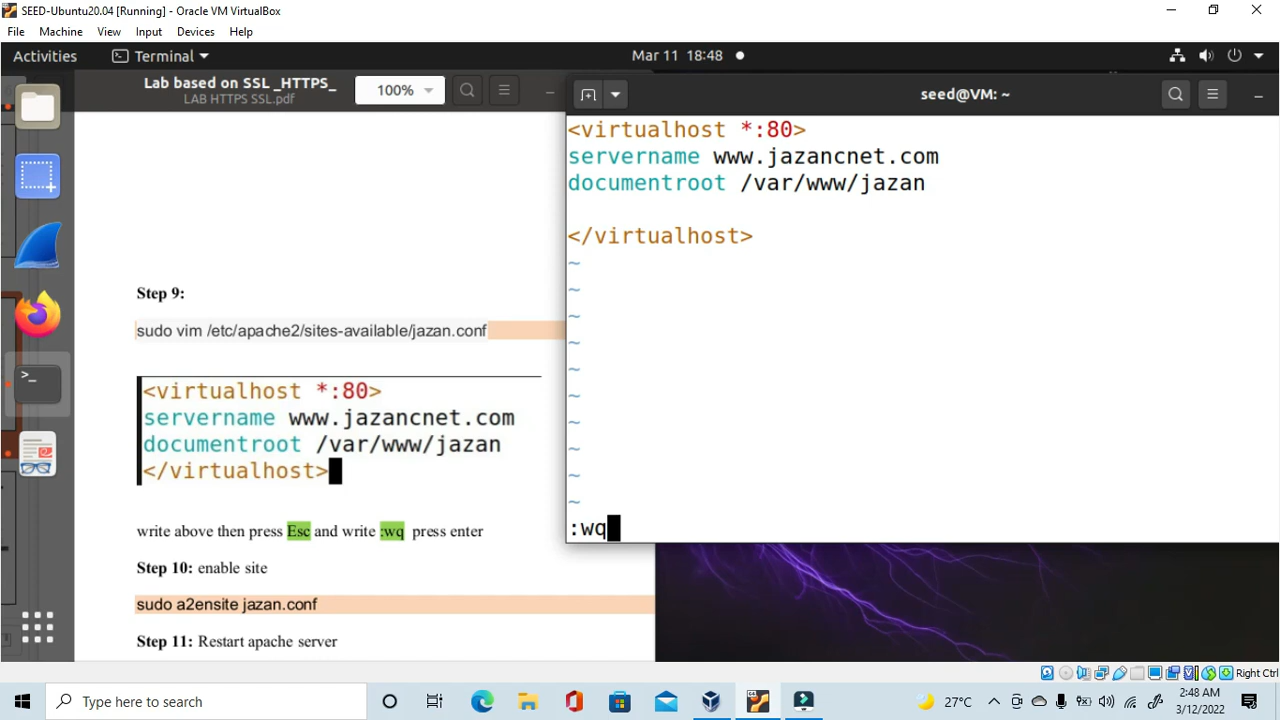 SEED-Ubuntu20.04 [Running] - Oracle VM VirtualBox
File Machine View Input Devices Help
Activities Terminal Mar 11 18:48
Lab based on SSL _HTTPS_
LAB HTTPS SSL.pdf
100%
seed@VM: ~
<virtualhost *:80>
servername www.jazancnet.com
documentroot /var/www/jazan
</virtualhost>
~
~
~
~
~
~
~
~
~
~
:wq
Step 9:
sudo vim /etc/apache2/sites-available/jazan.conf
<virtualhost *:80>
servername www.jazancnet.com
documentroot /var/www/jazan
</virtualhost>
write above then press Esc and write :wq press enter
Step 10: enable site
sudo a2ensite jazan.conf
Step 11: Restart apache server
Right Ctrl
Type here to search
27°C
2:48 AM
3/12/2022